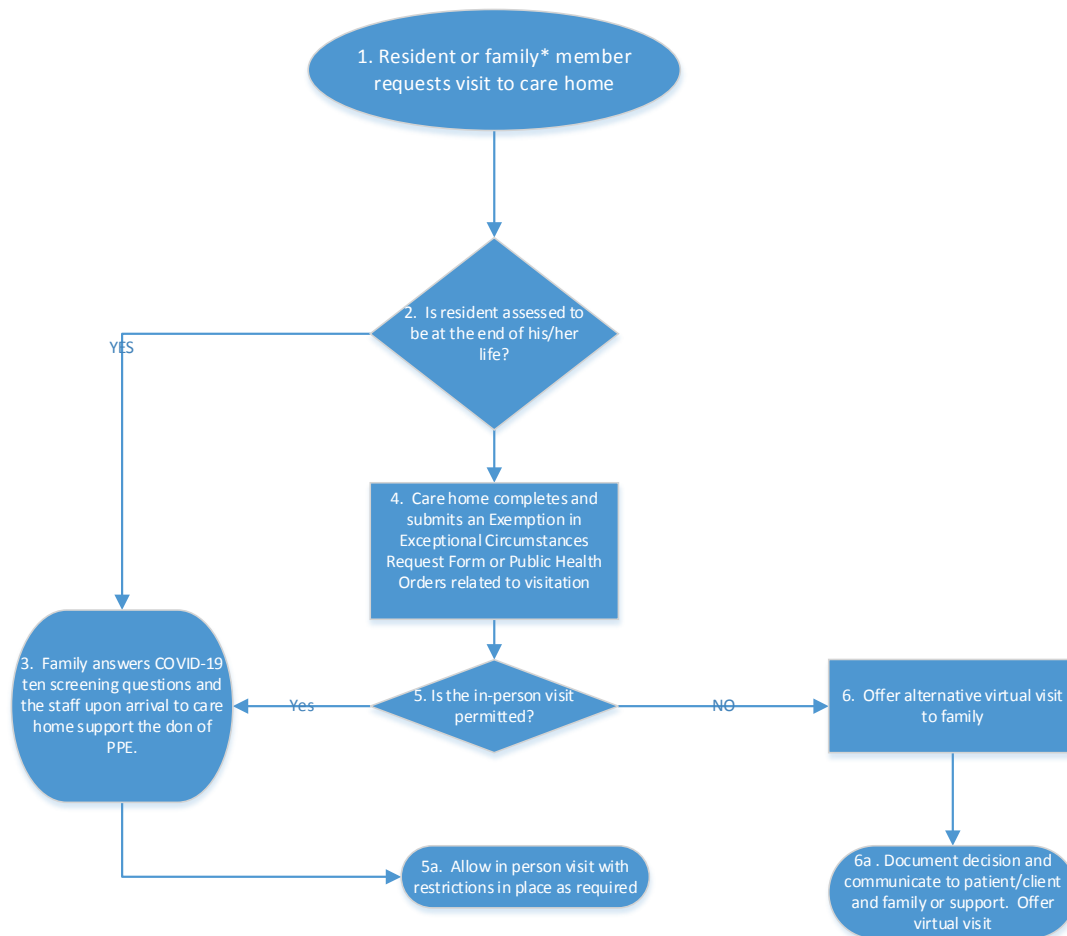 1. Resident or family* member
requests visit to care home
2. Is resident assessed to
be at the end of his/her
life?
YES
4. Care home completes and
submits an Exemption in
Exceptional Circumstances
Request Form or Public Health
Orders related to visitation
3. Family answers COVID-19
ten screening questions and
the staff upon arrival to care
home support the don of
PPE.
Yes
5. Is the in-person visit
permitted?
NO
6. Offer alternative virtual visit
to family
5a. Allow in person visit with
restrictions in place as required
6a . Document decision and
communicate to patient/client
and family or support. Offer
virtual visit